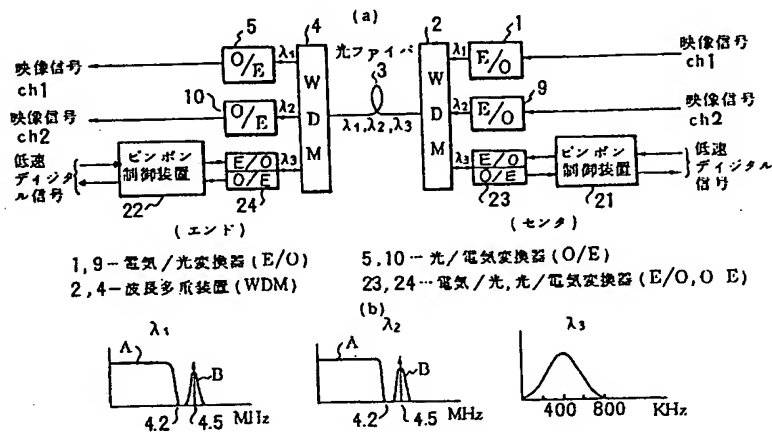 (a)
5
4
2
1
映像信号
ch1
O/E
λ1
光ファイバ
3
λ1
E/O
映像信号
ch1
10
9
映像信号
ch2
O/E
λ2
WDM
λ1,λ2,λ3
WDM
λ2
E/O
映像信号
ch2
低速
ディジタル信号
ピンポン
制御装置
E/O
O/E
λ3
λ3
E/O
O/E
ピンポン
制御装置
低速
ディジタル
信号
22
24
23
21
(エンド)
(センタ)
1,9--電気/光変換器(E/O)
5,10--光/電気変換器(O/E)
2,4--波長多重装置(WDM)
23,24…電気/光,光/電気変換器(E/O,O E)
(b)
λ1
λ2
λ3
A
B
4.2
4.5
MHz
A
B
4.2
4.5
MHz
400
800
KHz